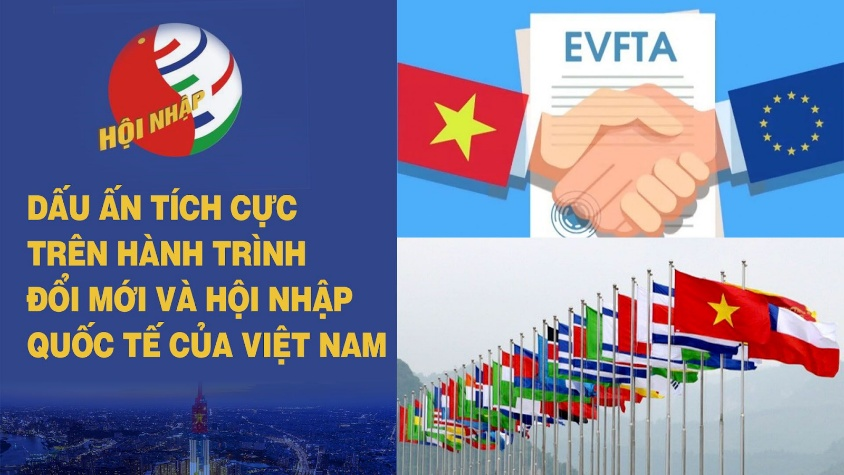 HỘI NHẬP
DẤU ẤN TÍCH CỰC
TRÊN HÀNH TRÌNH
ĐỔI MỚI VÀ HỘI NHẬP
QUỐC TẾ CỦA VIỆT NAM
EVFTA